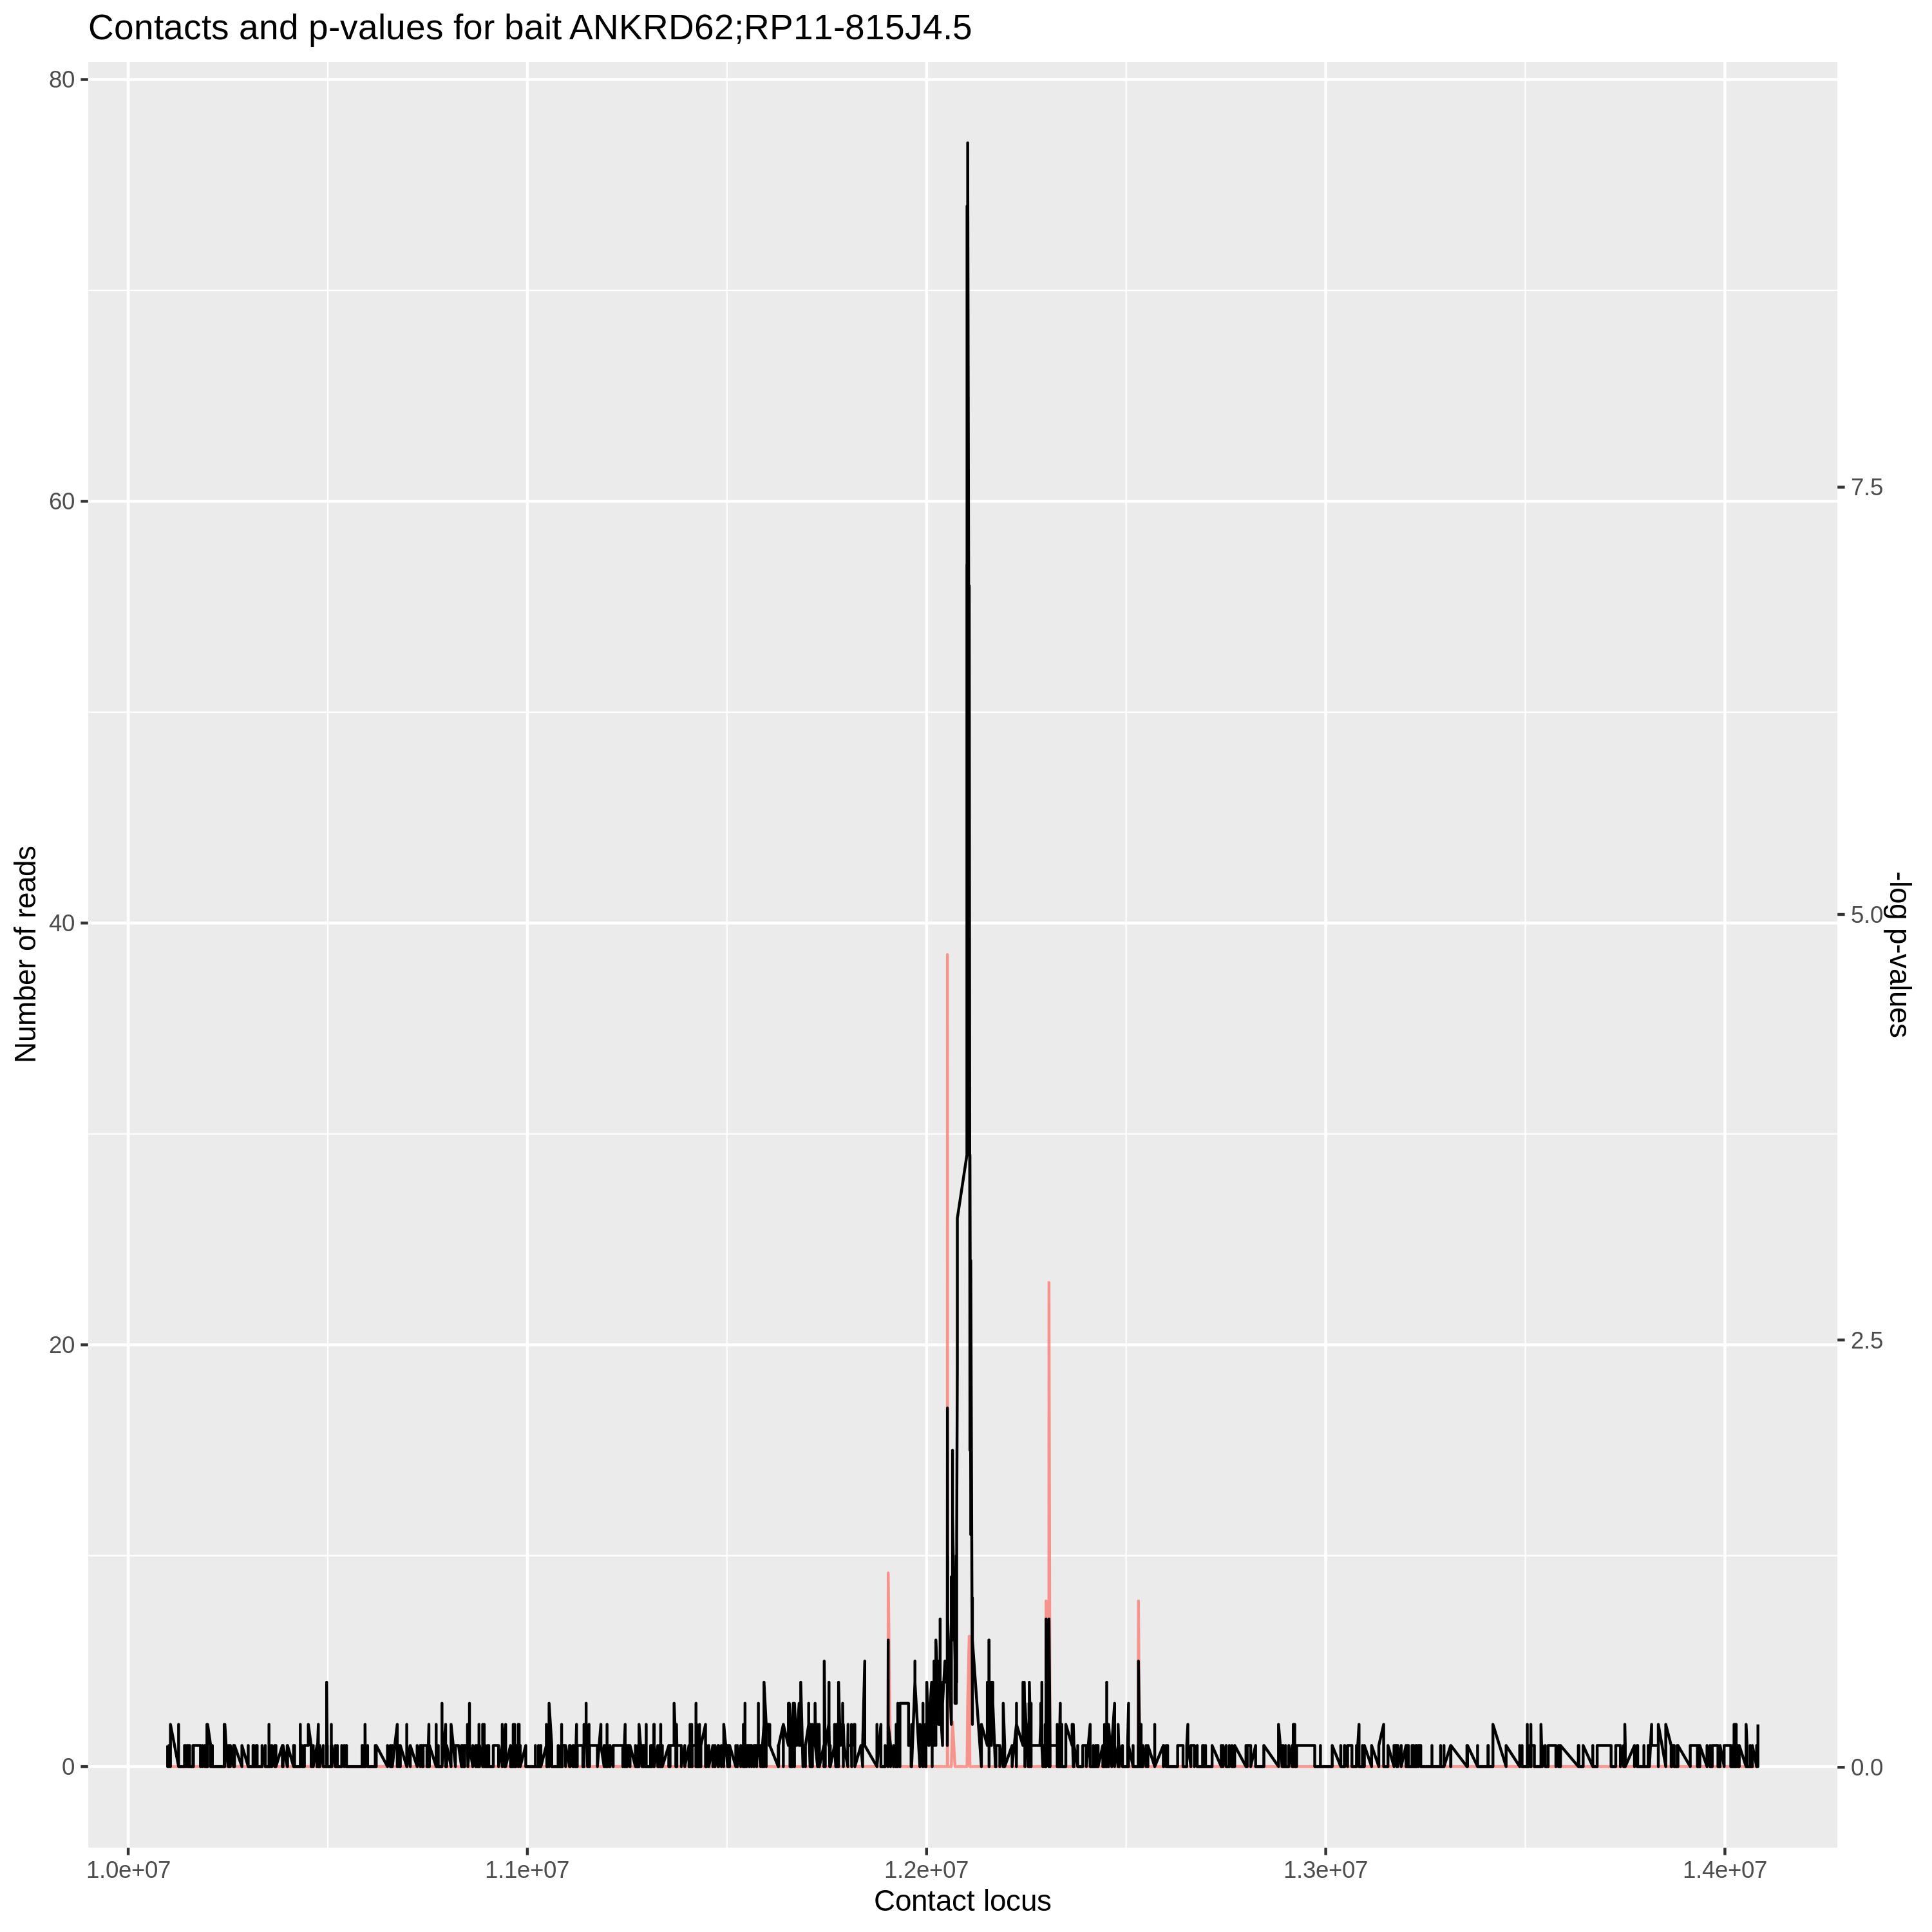 Contacts and p-values for bait ANKRD62;RP11-815J4.5
80
60
40
20
0
Number of reads
7.5
5.0
2.5
0.0
-log p-values
1.0e+07
1.1e+07
1.2e+07
1.3e+07
1.4e+07
Contact locus